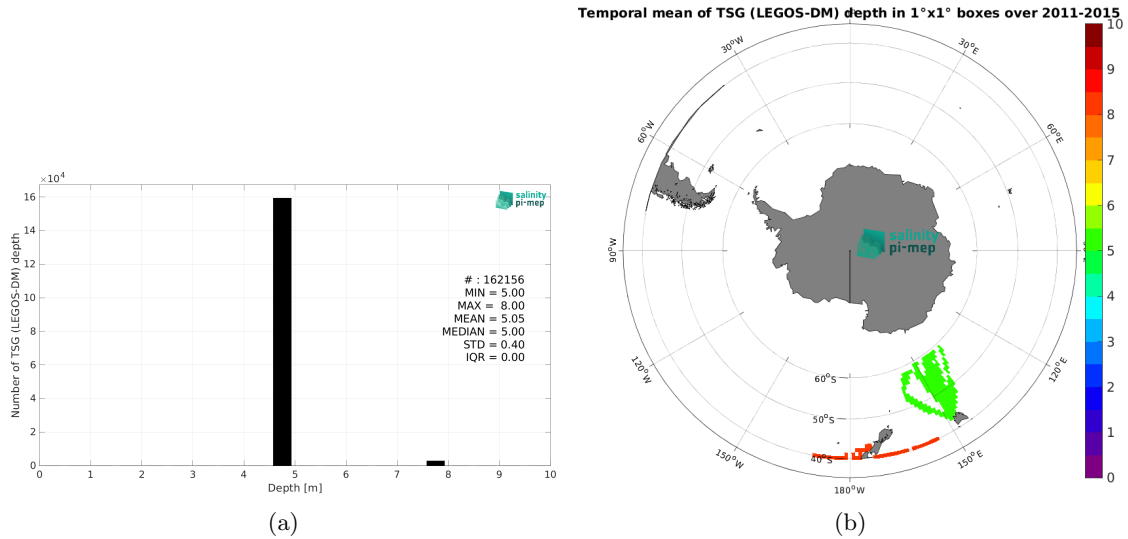 Temporal mean of TSG (LEGOS-DM) depth in 1°x1° boxes over 2011-2015
×10⁴
16
14
12
10
8
6
4
2
0
Number of TSG (LEGOS-DM) depth
0 1 2 3 4 5 6 7 8 9 10
Depth [m]
salinity
pi-mep
# : 162156
MIN = 5.00
MAX = 8.00
MEAN = 5.05
MEDIAN = 5.00
STD = 0.40
IQR = 0.00
(a)
30°W
30°E
60°W
60°E
90°W
salinity
pi-mep
120°W
120°E
150°W
150°E
180°W
60°S
50°S
40°S
10
9
8
7
6
5
4
3
2
1
0
(b)